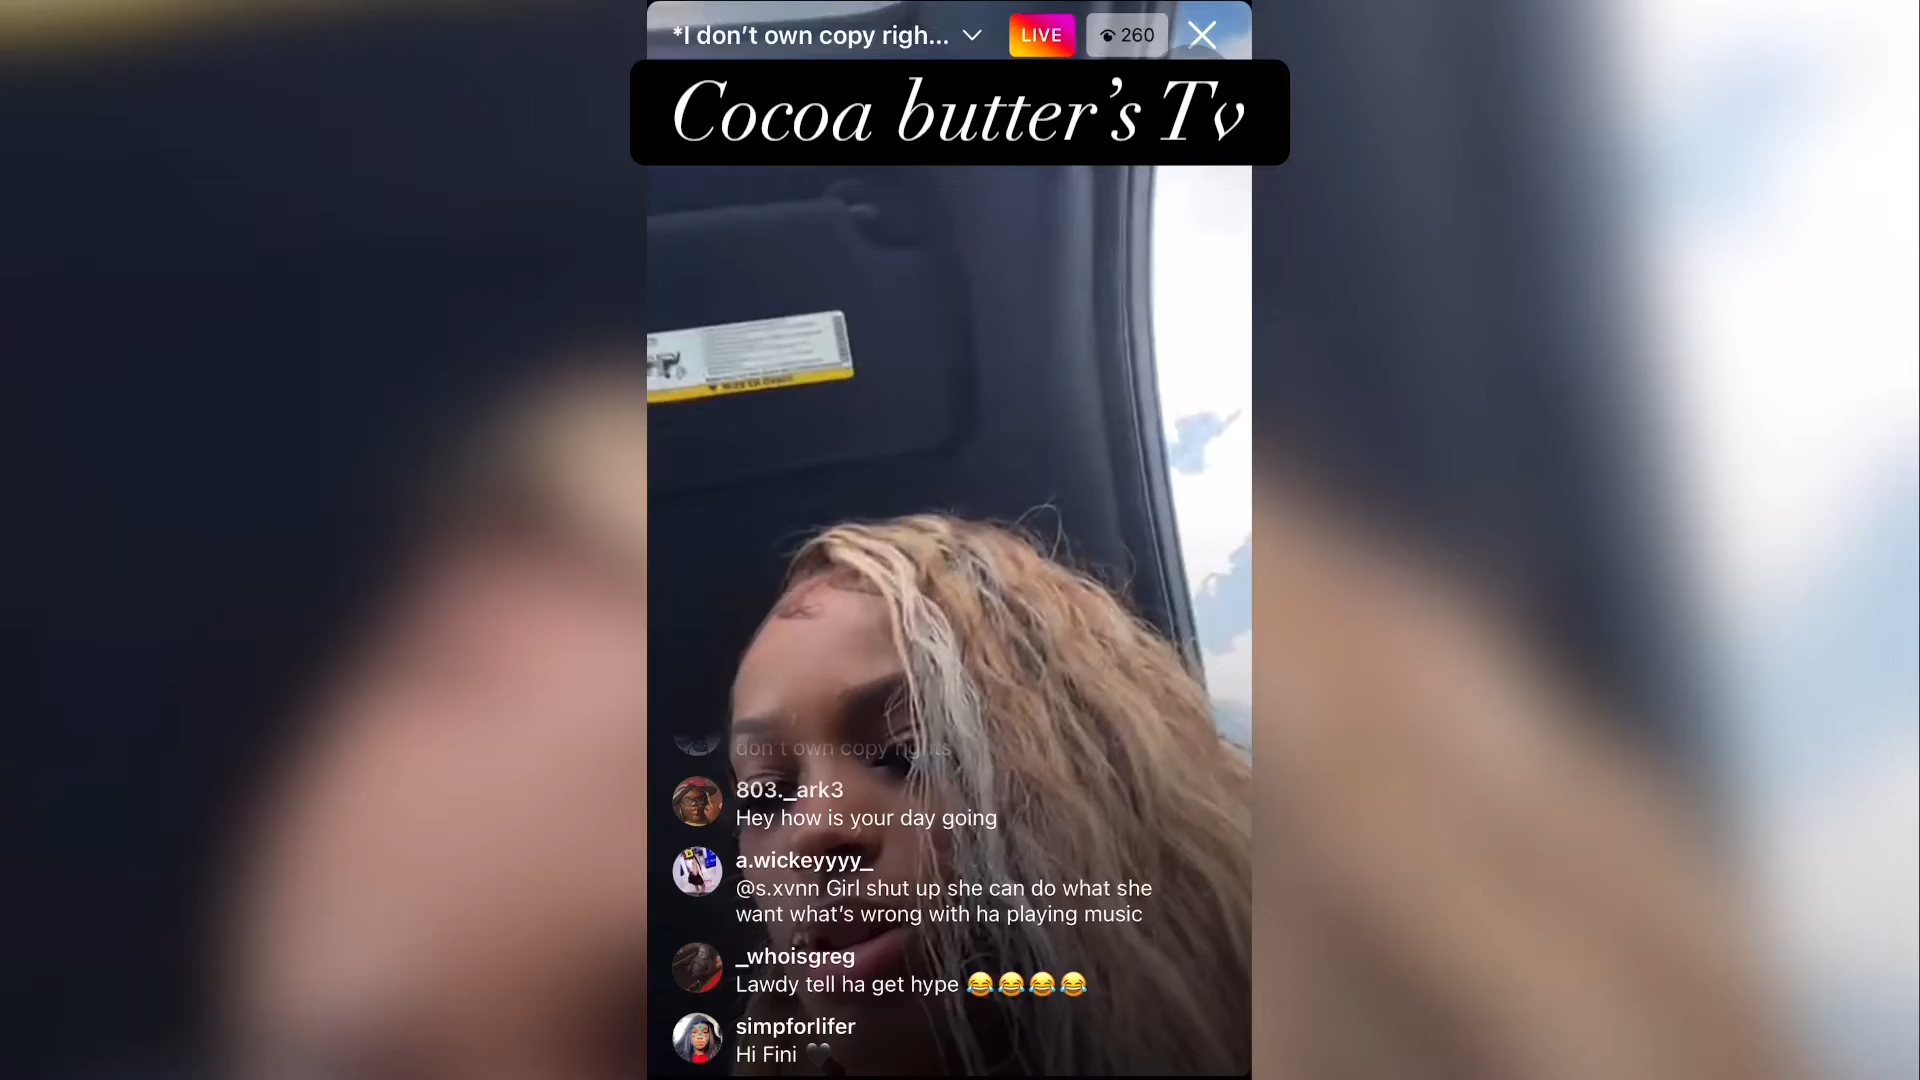 *I don’t own copy righ...
LIVE
260
Cocoa butter’s Tv
don’t own copy rights
803._ark3
Hey how is your day going
a.wickeyyyy_
@s.xvnn Girl shut up she can do what she
want what’s wrong with ha playing music
_whoisgreg
Lawdy tell ha get hype 😂😂😂😂
simpforlifer
Hi Fini 🖤